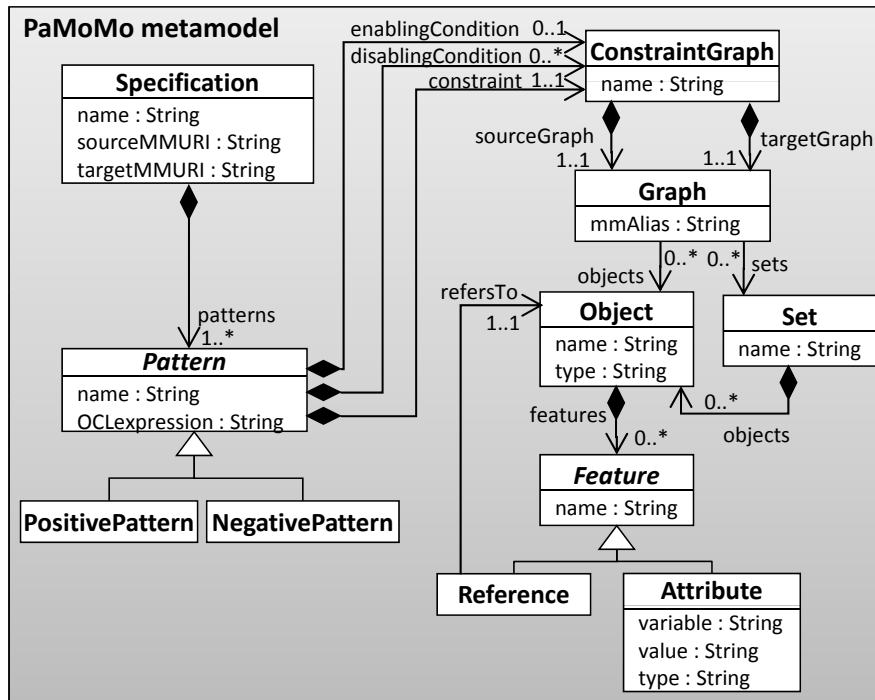 PaMoMo metamodel
enablingCondition 0..1
disablingCondition 0..*
constraint 1..1
ConstraintGraph
name : String
Specification
name : String
sourceMMURI : String
targetMMURI : String
sourceGraph
1..1
targetGraph
1..1
Graph
mmAlias : String
0..*
objects
0..*
sets
refersTo
1..1
Object
name : String
type : String
Set
name : String
patterns
1..*
Pattern
name : String
OCLexpression : String
features
0..*
0..*
objects
Feature
name : String
PositivePattern
NegativePattern
Reference
Attribute
variable : String
value : String
type : String